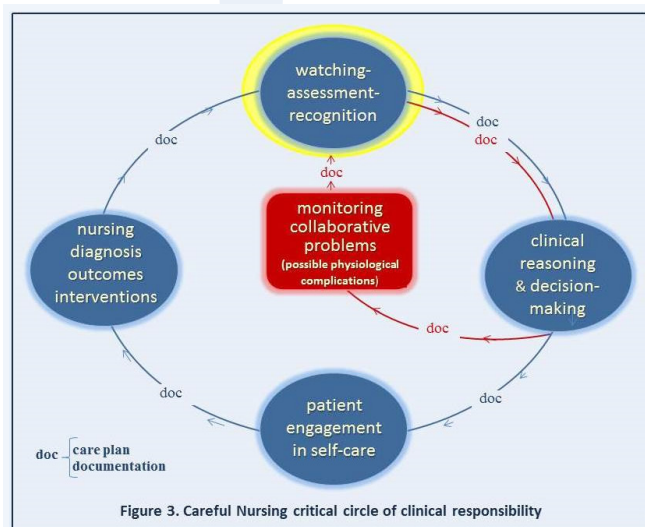 watching-
assessment-
recognition
doc
doc
doc
doc
monitoring
collaborative
problems
(possible physiological
complications)
nursing
diagnosis
outcomes
interventions
clinical
reasoning
& decision-
making
doc
doc
doc
patient
engagement
in self-care
doc
care plan
documentation
Figure 3. Careful Nursing critical circle of clinical responsibility